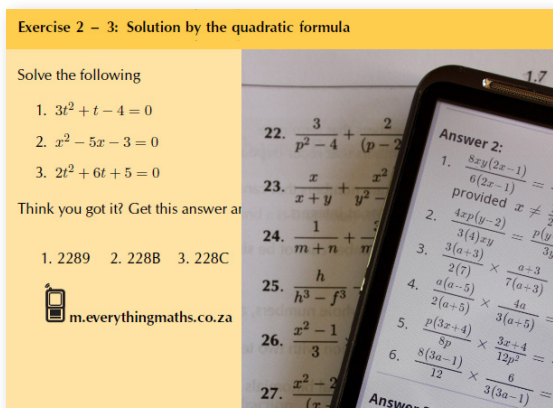 Exercise 2 – 3: Solution by the quadratic formula
Solve the following
1. 3t² + t − 4 = 0
2. x² − 5x − 3 = 0
3. 2t² + 6t + 5 = 0
Think you got it? Get this answer
1. 2289 2. 228B 3. 228C
m.everythingmaths.co.za
1.7
22. 3/(p² − 4) + 2/(p − 2
23. x/(x + y) + x²/y² −
24. 1/(m + n) +
25. h/(h³ − f³)
26. (x² − 1)/3
27. x² − 2
Answer 2:
1. 8xy(2x−1)/6(2x−1) =
provided x ≠
2. 4xp(y−2)/3(4)xy = p(y
3. 3(a+3)/2(7) × (a+3)/7(a+3)
4. a(a−5)/2(a+5) × 4a/3(a+5) =
5. p(3x+4)/8p × (3x+4)/12p² =
6. 8(3a−1)/12 × 6/3(3a−1) =